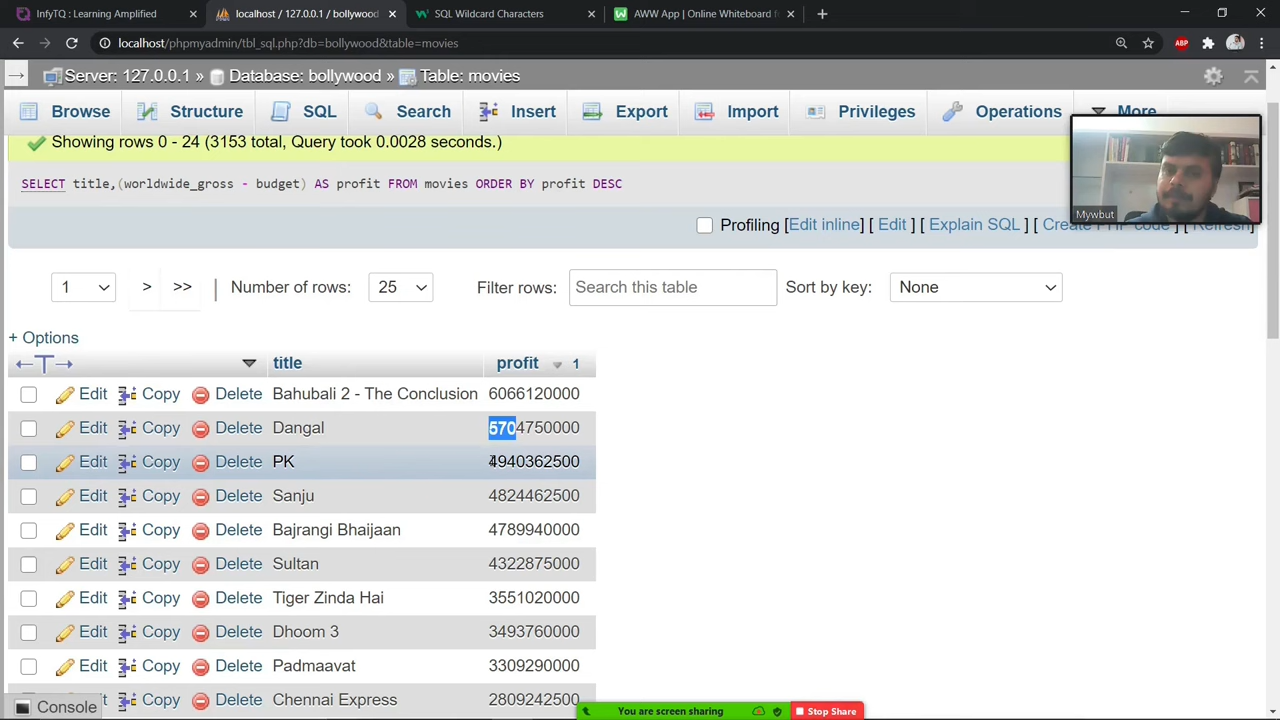 InfyTQ | Learning Amplified
localhost / 127.0.0.1 / bollywood
SQL Wildcard Characters
AWW App | Online Whiteboard for
localhost/phpmyadmin/tbl_sql.php?db=bollywood&table=movies
ABP
Server: 127.0.0.1 » Database: bollywood » Table: movies
Browse Structure SQL Search Insert Export Import Privileges Operations More
Showing rows 0 - 24 (3153 total, Query took 0.0028 seconds.)
SELECT title,(worldwide_gross - budget) AS profit FROM movies ORDER BY profit DESC
Mywbut
Profiling [Edit inline] [ Edit ] [ Explain SQL ] [ Create PHP code ] [ Refresh]
1 > >> Number of rows: 25 Filter rows: Search this table Sort by key: None
+ Options
←T→ title profit 1
Edit Copy Delete Bahubali 2 - The Conclusion 6066120000
Edit Copy Delete Dangal 5704750000
Edit Copy Delete PK 4940362500
Edit Copy Delete Sanju 4824462500
Edit Copy Delete Bajrangi Bhaijaan 4789940000
Edit Copy Delete Sultan 4322875000
Edit Copy Delete Tiger Zinda Hai 3551020000
Edit Copy Delete Dhoom 3 3493760000
Edit Copy Delete Padmaavat 3309290000
Edit Copy Delete Chennai Express 2809242500
Console
You are screen sharing Stop Share